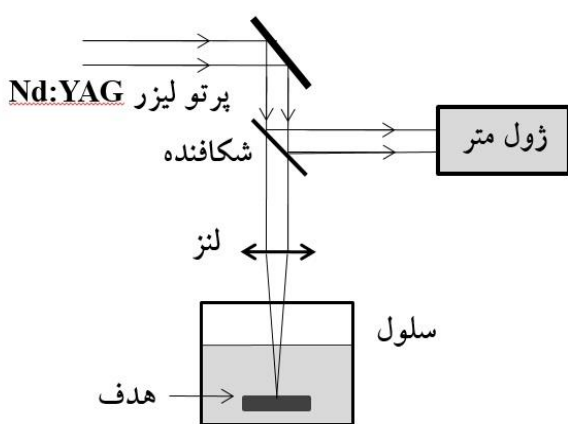 پرتو لیزر Nd:YAG
شکافنده
ژول متر
لنز
سلول
هدف